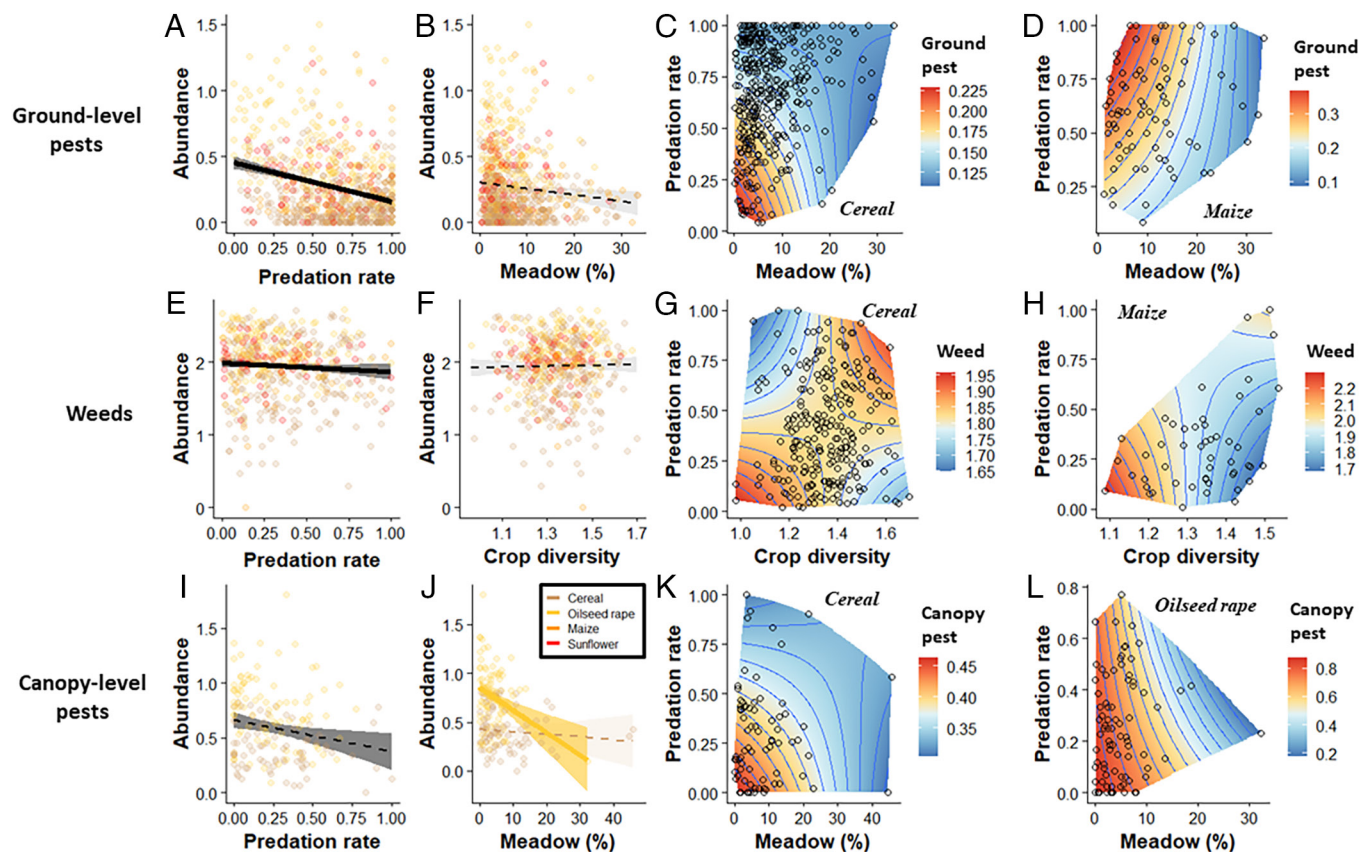 A
B
C
D
Ground-level
pests
Abundance
1.5
1.0
0.5
0.0
0.00 0.25 0.50 0.75 1.00
Predation rate
Abundance
1.5
1.0
0.5
0.0
0 10 20 30
Meadow (%)
Predation rate
1.00
0.75
0.50
0.25
0.00
0 10 20 30
Meadow (%)
Cereal
Ground
pest
0.225
0.200
0.175
0.150
0.125
Predation rate
1.00
0.75
0.50
0.25
0 10 20 30
Meadow (%)
Maize
Ground
pest
0.3
0.2
0.1
E
F
G
H
Weeds
Abundance
2
1
0
0.00 0.25 0.50 0.75 1.00
Predation rate
Abundance
2
1
0
1.1 1.3 1.5 1.7
Crop diversity
Predation rate
1.00
0.75
0.50
0.25
0.00
1.0 1.2 1.4 1.6
Crop diversity
Cereal
Weed
1.95
1.90
1.85
1.80
1.75
1.70
1.65
Predation rate
1.00
0.75
0.50
0.25
0.00
1.1 1.2 1.3 1.4 1.5
Crop diversity
Maize
Weed
2.2
2.1
2.0
1.9
1.8
1.7
I
J
K
L
Canopy-level
pests
Abundance
1.5
1.0
0.5
0.0
0.00 0.25 0.50 0.75 1.00
Predation rate
Abundance
1.5
1.0
0.5
0.0
0 10 20 30 40
Meadow (%)
Cereal
Oilseed rape
Maize
Sunflower
Predation rate
1.00
0.75
0.50
0.25
0.00
0 10 20 30 40
Meadow (%)
Cereal
Canopy
pest
0.45
0.40
0.35
Predation rate
0.8
0.6
0.4
0.2
0.0
0 10 20 30
Meadow (%)
Oilseed rape
Canopy
pest
0.8
0.6
0.4
0.2